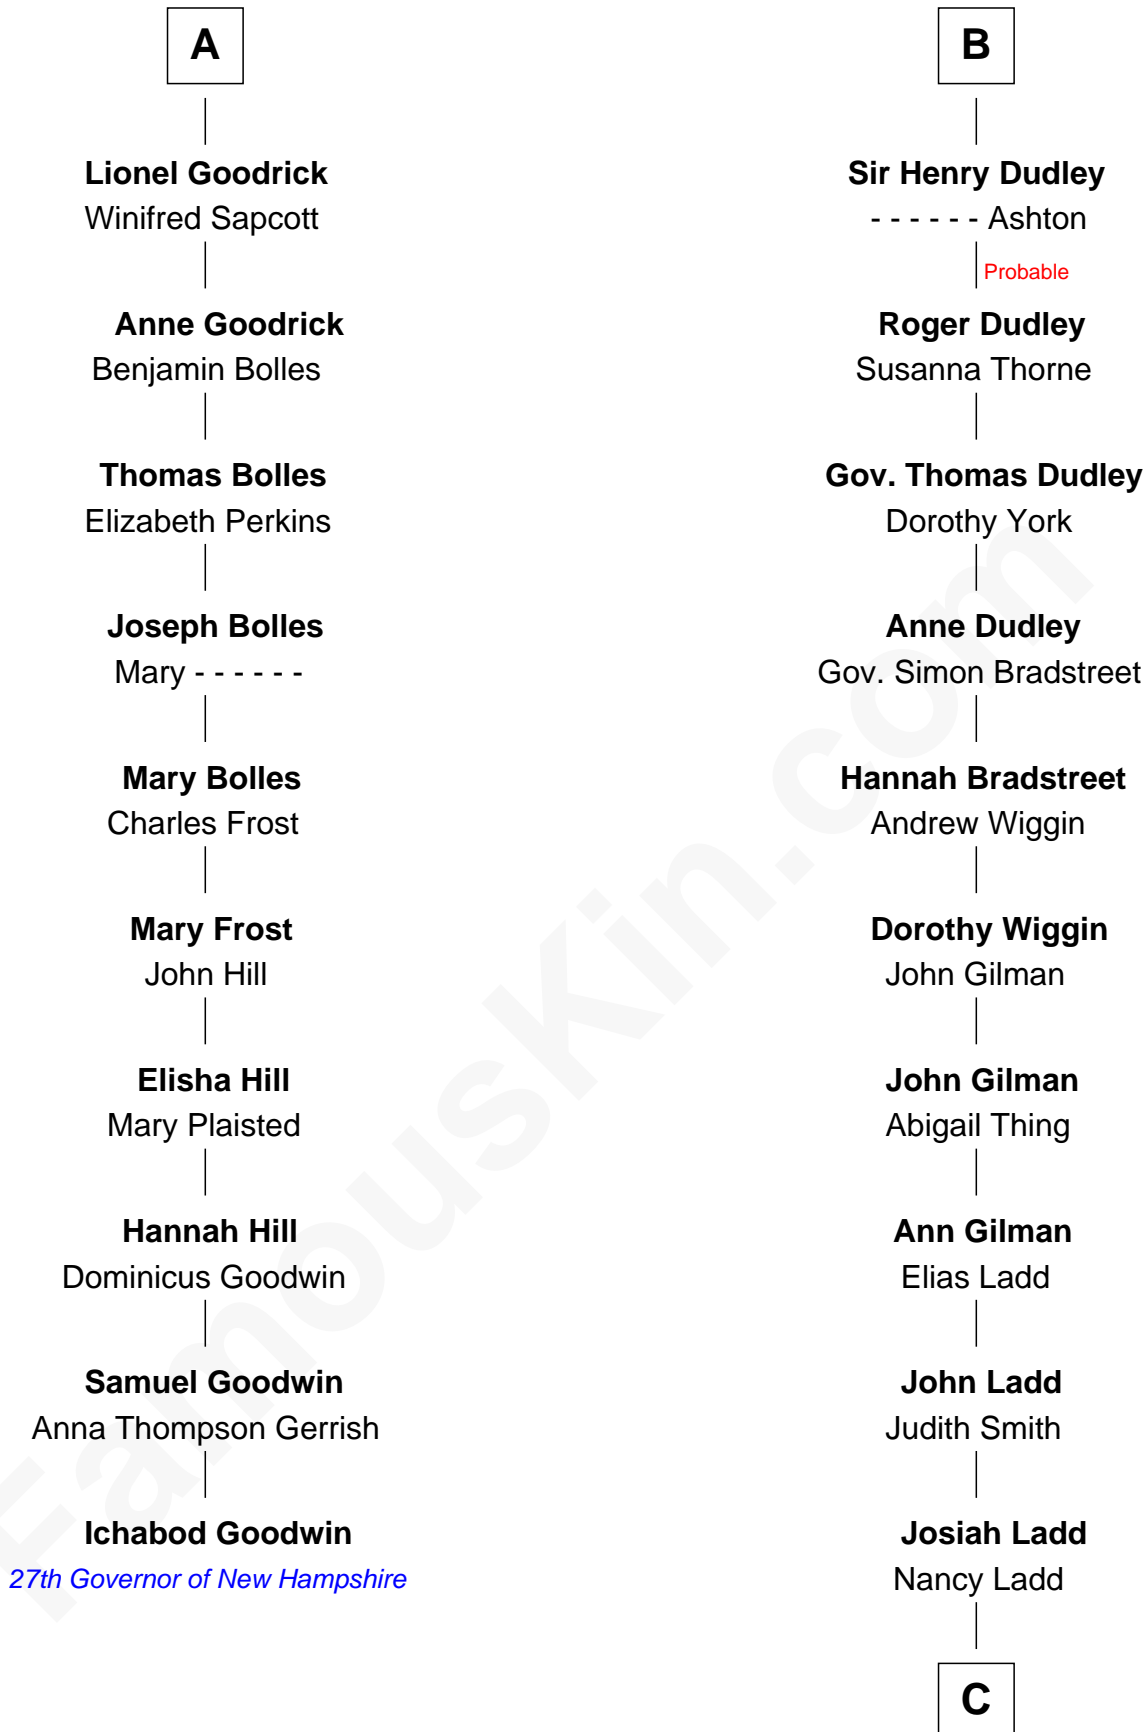 A
Lionel Goodrick
Winifred Sapcott
Anne Goodrick
Benjamin Bolles
Thomas Bolles
Elizabeth Perkins
Joseph Bolles
Mary - - - - - -
Mary Bolles
Charles Frost
Mary Frost
John Hill
Elisha Hill
Mary Plaisted
Hannah Hill
Dominicus Goodwin
Samuel Goodwin
Anna Thompson Gerrish
Ichabod Goodwin
27th Governor of New Hampshire
B
Sir Henry Dudley
- - - - - - Ashton
Probable
Roger Dudley
Susanna Thorne
Gov. Thomas Dudley
Dorothy York
Anne Dudley
Gov. Simon Bradstreet
Hannah Bradstreet
Andrew Wiggin
Dorothy Wiggin
John Gilman
John Gilman
Abigail Thing
Ann Gilman
Elias Ladd
John Ladd
Judith Smith
Josiah Ladd
Nancy Ladd
C
FamousKin.com